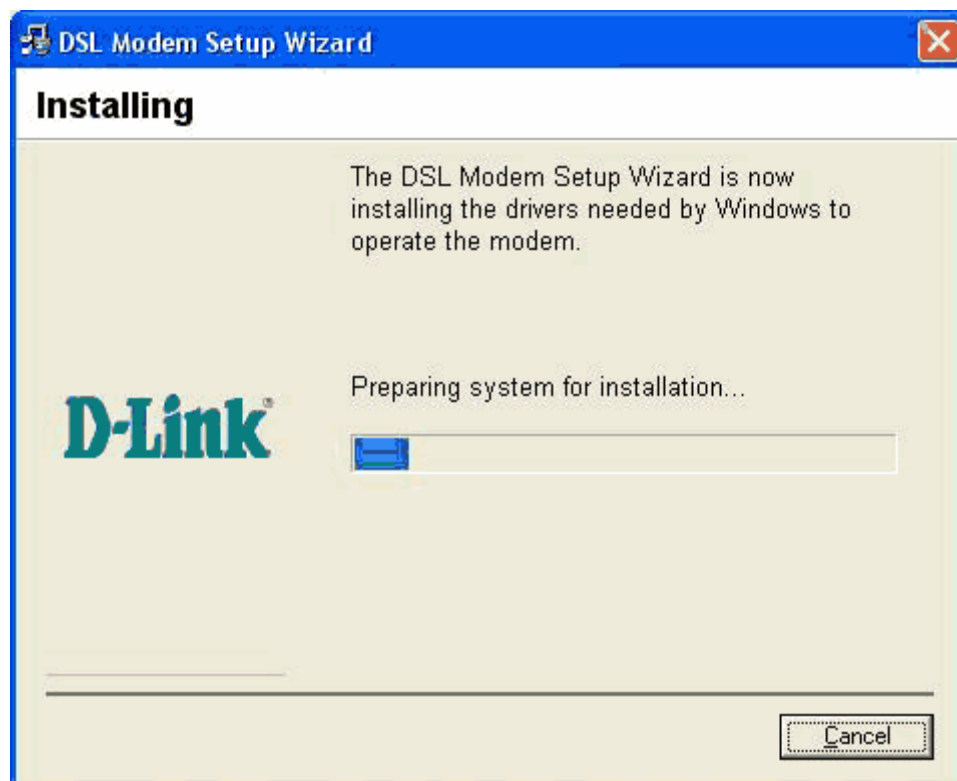 DSL Modem Setup Wizard
Installing
The DSL Modem Setup Wizard is now
installing the drivers needed by Windows to
operate the modem.
Preparing system for installation...
D-Link®
Cancel